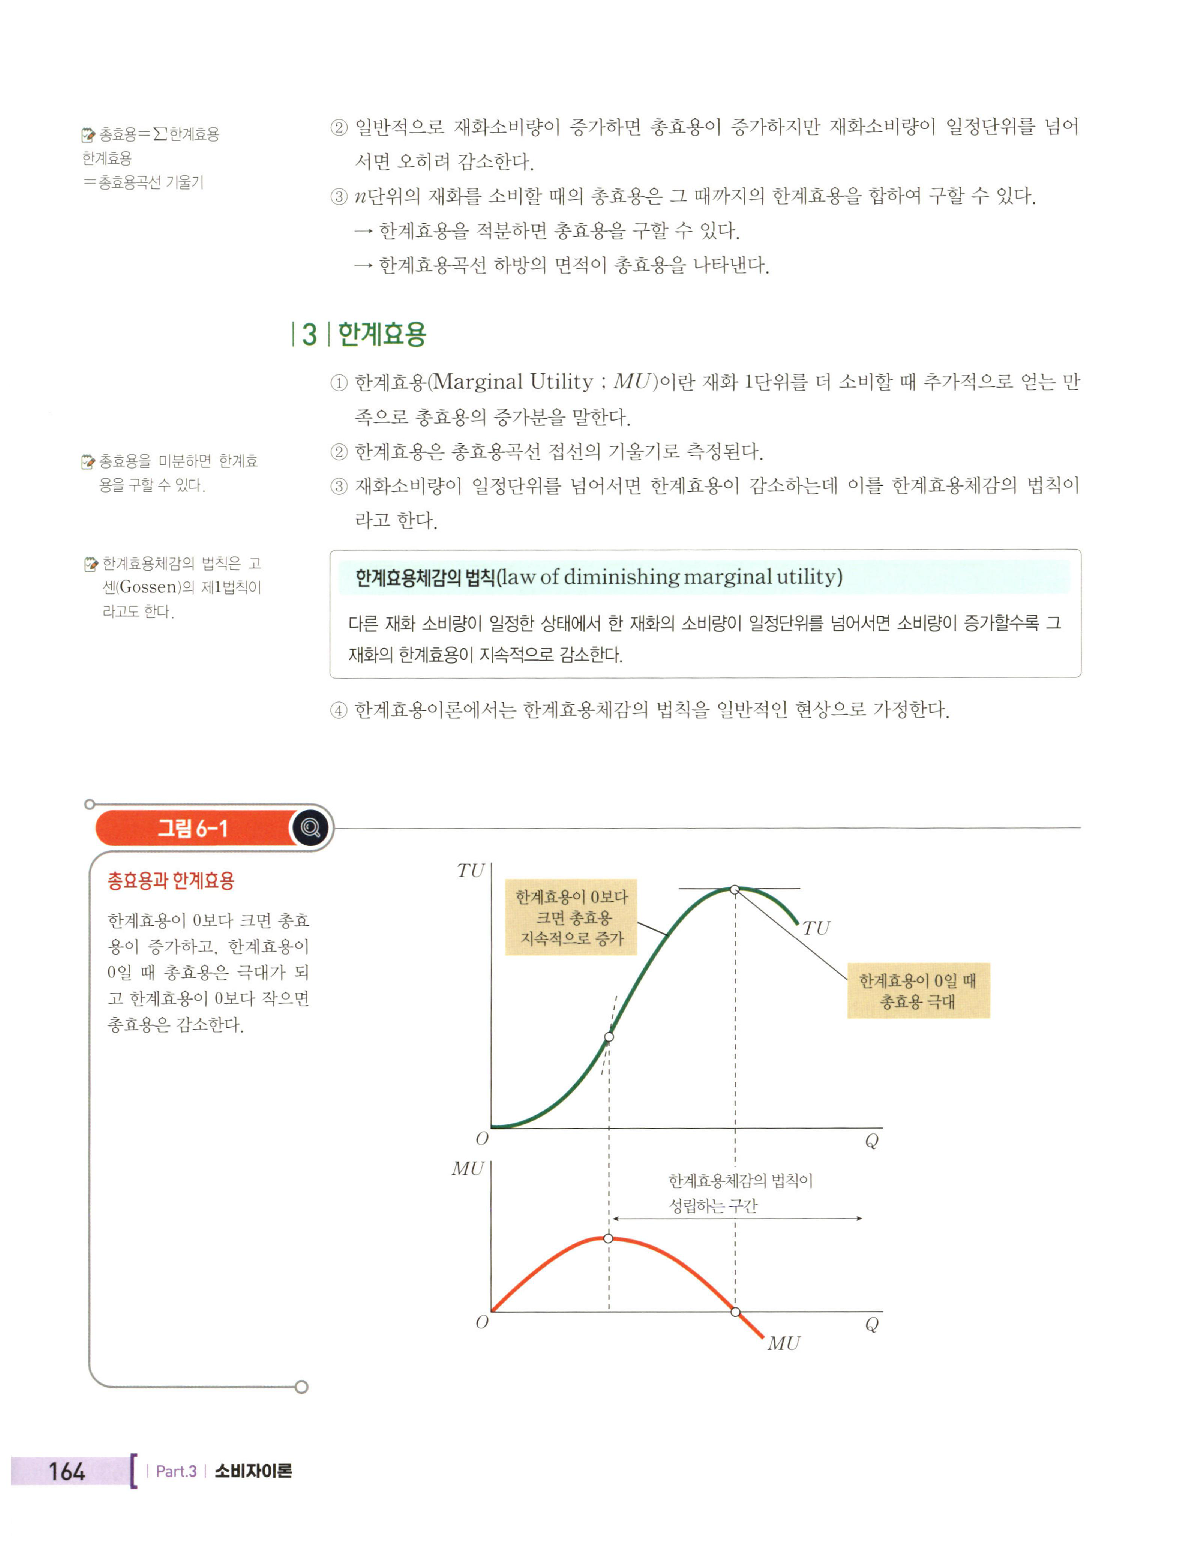 총효용=∑한계효용
한계효용
=총효용곡선 기울기
② 일반적으로 재화소비량이 증가하면 총효용이 증가하지만 재화소비량이 일정단위를 넘어
서면 오히려 감소한다.
③ n단위의 재화를 소비할 때의 총효용은 그 때까지의 한계효용을 합하여 구할 수 있다.
→ 한계효용을 적분하면 총효용을 구할 수 있다.
→ 한계효용곡선 하방의 면적이 총효용을 나타낸다.
| 3 | 한계효용
① 한계효용(Marginal Utility ; MU)이란 재화 1단위를 더 소비할 때 추가적으로 얻는 만
족으로 총효용의 증가분을 말한다.
② 한계효용은 총효용곡선 접선의 기울기로 측정된다.
총효용을 미분하면 한계효
용을 구할 수 있다.
③ 재화소비량이 일정단위를 넘어서면 한계효용이 감소하는데 이를 한계효용체감의 법칙이
라고 한다.
한계효용체감의 법칙은 고
센(Gossen)의 제1법칙이
라고도 한다.
한계효용체감의 법칙(law of diminishing marginal utility)
다른 재화 소비량이 일정한 상태에서 한 재화의 소비량이 일정단위를 넘어서면 소비량이 증가할수록 그
재화의 한계효용이 지속적으로 감소한다.
④ 한계효용이론에서는 한계효용체감의 법칙을 일반적인 현상으로 가정한다.
그림 6-1
총효용과 한계효용
한계효용이 0보다 크면 총효
용이 증가하고, 한계효용이
0일 때 총효용은 극대가 되
고 한계효용이 0보다 작으면
총효용은 감소한다.
TU
한계효용이 0보다
크면 총효용
지속적으로 증가
TU
한계효용이 0일 때
총효용 극대
O
Q
MU
한계효용체감의 법칙이
성립하는 구간
O
Q
MU
164
| Part.3 | 소비자이론